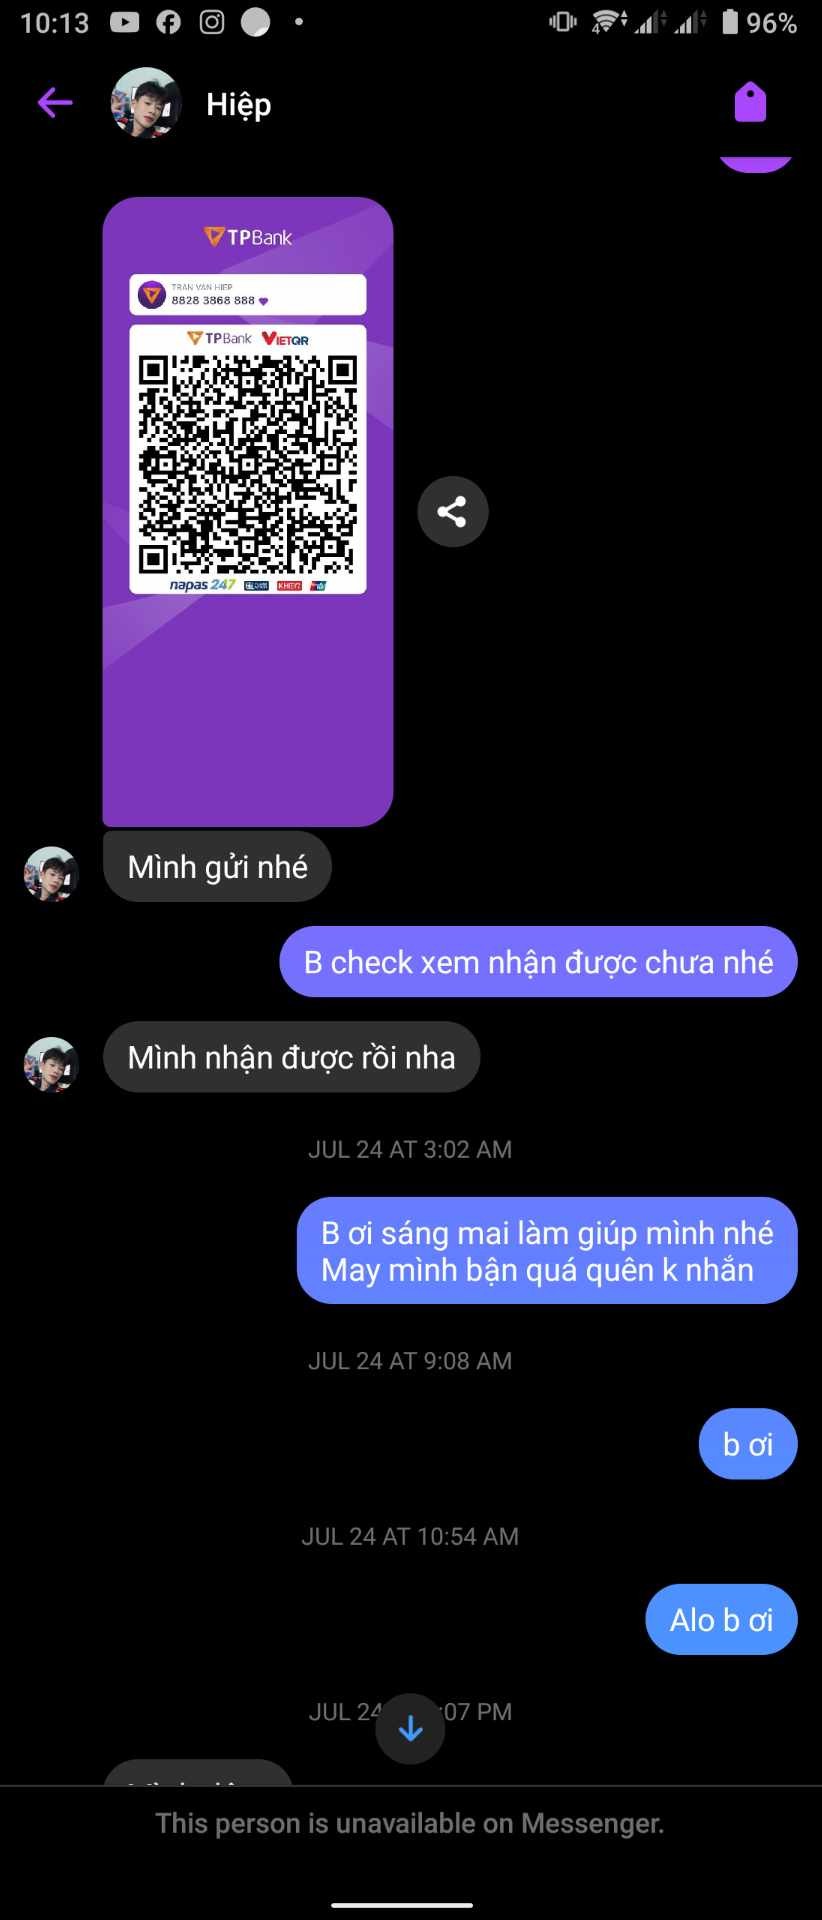 10:13
4
96%
Hiệp
TPBank
TRAN VAN HIEP
8828 3868 888
TPBank VIETQR
napas 247
Mình gửi nhé
B check xem nhận được chưa nhé
Mình nhận được rồi nha
JUL 24 AT 3:02 AM
B ơi sáng mai làm giúp mình nhé
May mình bận quá quên k nhắn
JUL 24 AT 9:08 AM
b ơi
JUL 24 AT 10:54 AM
Alo b ơi
JUL 24 :07 PM
This person is unavailable on Messenger.